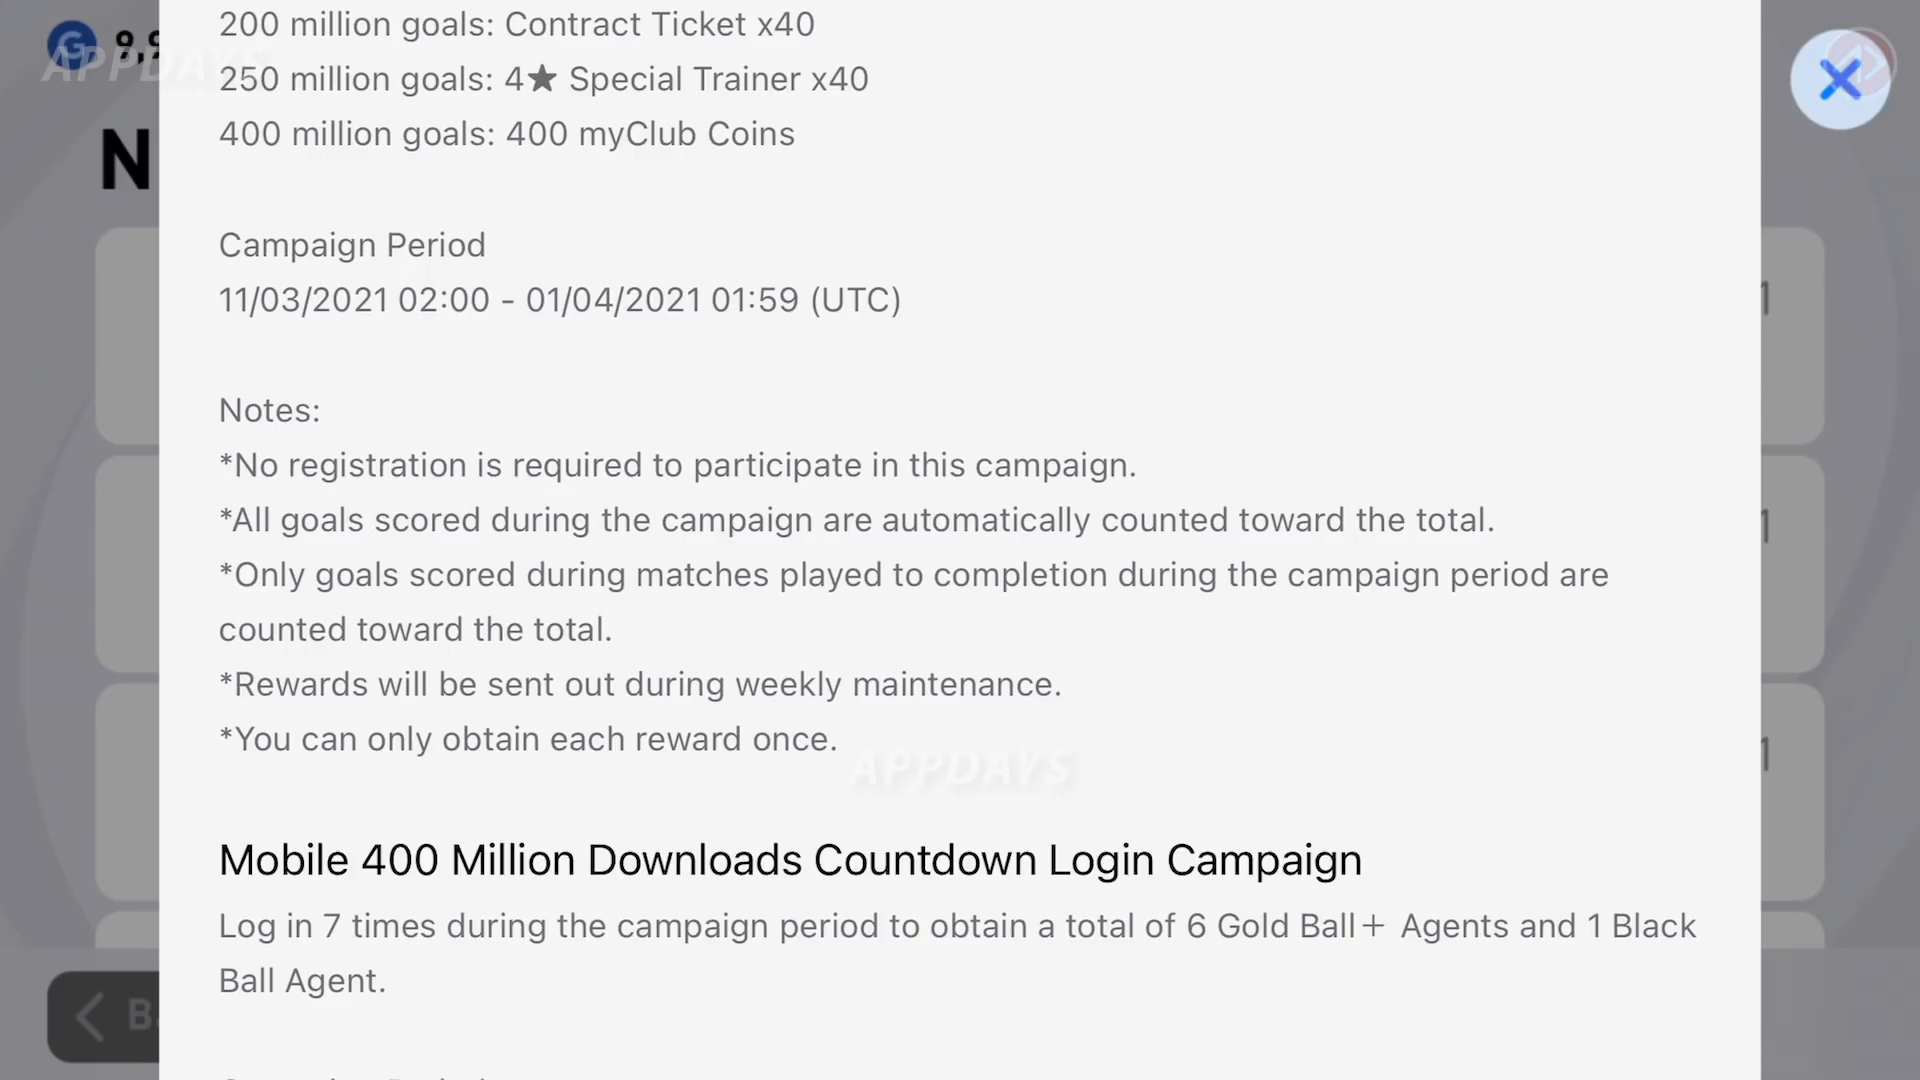 200 million goals: Contract Ticket x40
250 million goals: 4★ Special Trainer x40
400 million goals: 400 myClub Coins
Campaign Period
11/03/2021 02:00 - 01/04/2021 01:59 (UTC)
Notes:
*No registration is required to participate in this campaign.
*All goals scored during the campaign are automatically counted toward the total.
*Only goals scored during matches played to completion during the campaign period are
counted toward the total.
*Rewards will be sent out during weekly maintenance.
*You can only obtain each reward once.
APPDAYS
Mobile 400 Million Downloads Countdown Login Campaign
Log in 7 times during the campaign period to obtain a total of 6 Gold Ball+ Agents and 1 Black
Ball Agent.